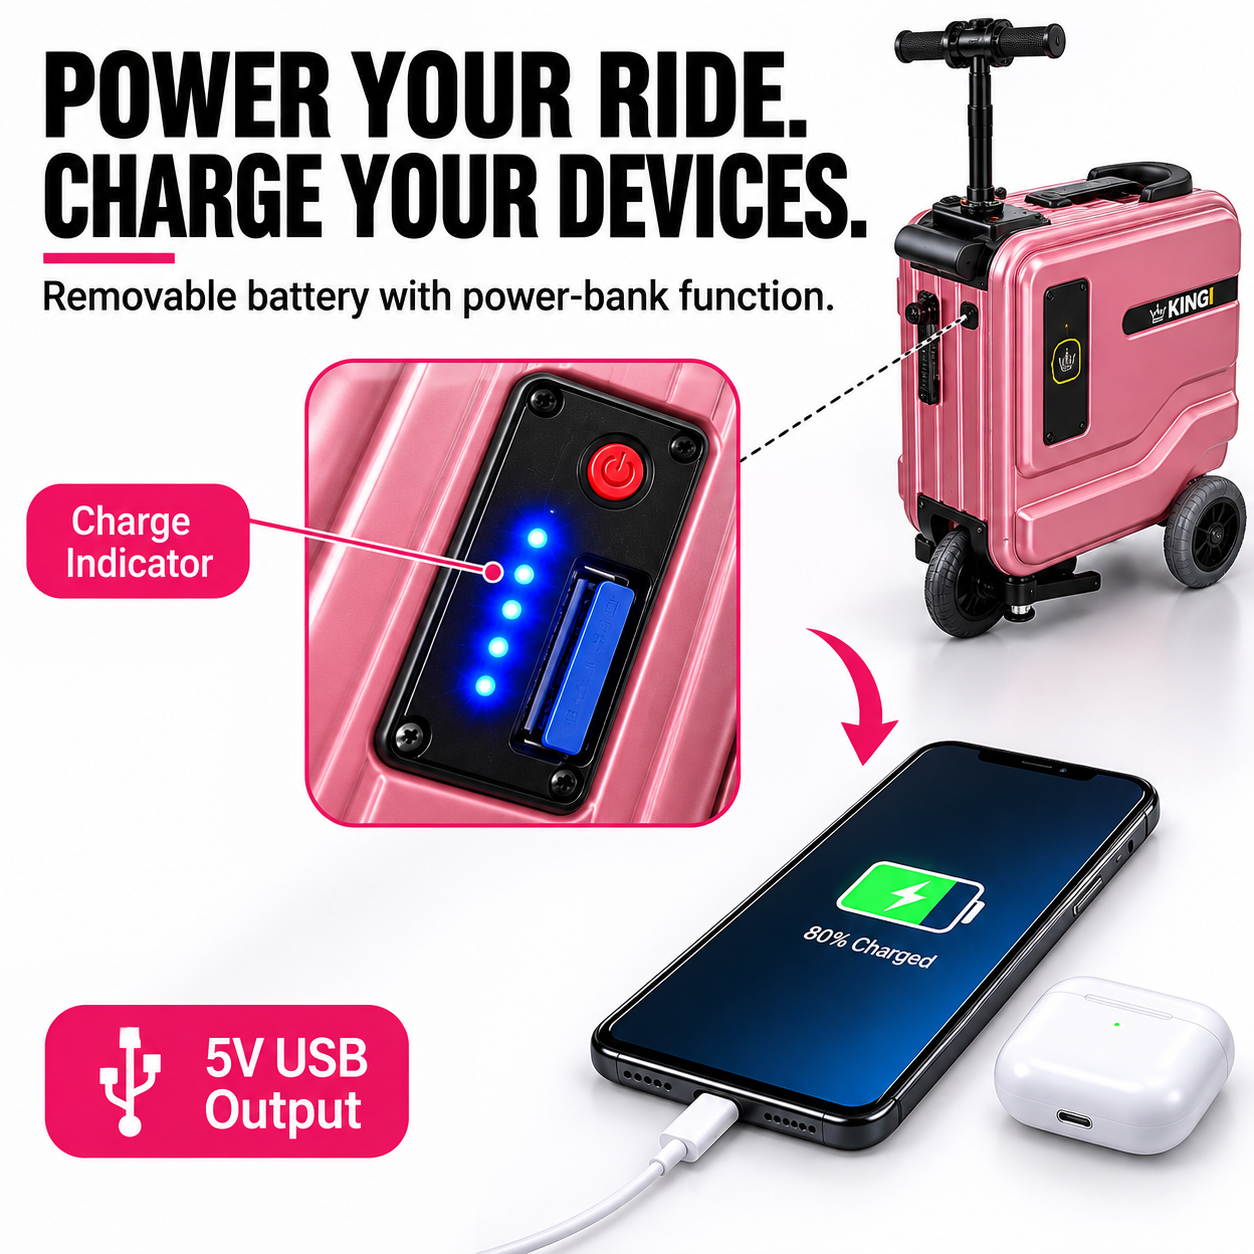 POWER YOUR RIDE.
CHARGE YOUR DEVICES.
Removable battery with power-bank function.
KING
Charge
Indicator
80% Charged
5V USB
Output